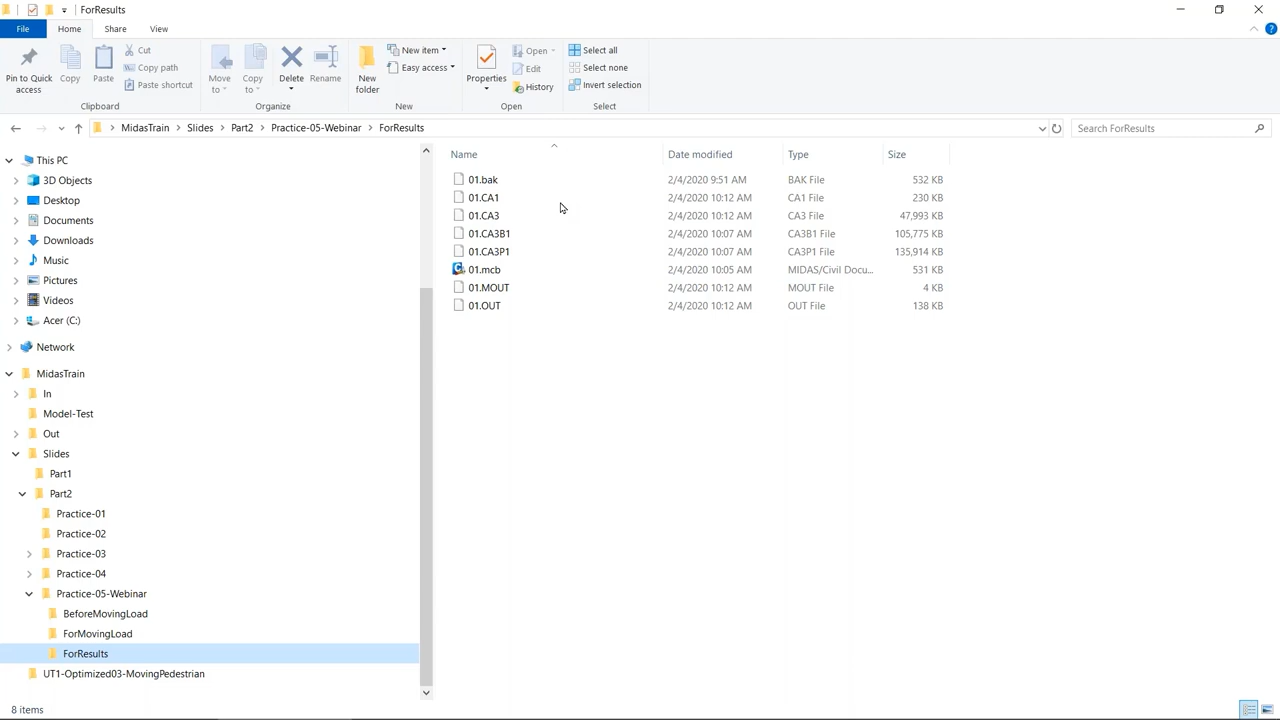 ForResults
File Home Share View
Pin to Quick access
Copy
Paste
Cut
Copy path
Paste shortcut
Clipboard
Move to
Copy to
Delete
Rename
Organize
New folder
New item
Easy access
New
Properties
Open
Edit
History
Open
Select all
Select none
Invert selection
Select
MidasTrain > Slides > Part2 > Practice-05-Webinar > ForResults
Search ForResults
This PC
3D Objects
Desktop
Documents
Downloads
Music
Pictures
Videos
Acer (C:)
Network
MidasTrain
In
Model-Test
Out
Slides
Part1
Part2
Practice-01
Practice-02
Practice-03
Practice-04
Practice-05-Webinar
BeforeMovingLoad
ForMovingLoad
ForResults
UT1-Optimized03-MovingPedestrian
Name Date modified Type Size
01.bak 2/4/2020 9:51 AM BAK File 532 KB
01.CA1 2/4/2020 10:12 AM CA1 File 230 KB
01.CA3 2/4/2020 10:12 AM CA3 File 47,993 KB
01.CA3B1 2/4/2020 10:07 AM CA3B1 File 105,775 KB
01.CA3P1 2/4/2020 10:07 AM CA3P1 File 135,914 KB
01.mcb 2/4/2020 10:05 AM MIDAS/Civil Docu... 531 KB
01.MOUT 2/4/2020 10:12 AM MOUT File 4 KB
01.OUT 2/4/2020 10:12 AM OUT File 138 KB
8 items